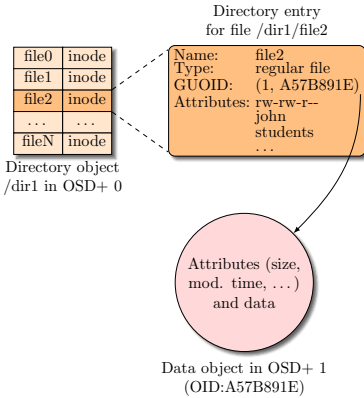 Directory entry
for file /dir1/file2
file0 inode
file1 inode
file2 inode
... ...
fileN inode
Directory object
/dir1 in OSD+ 0
Name: file2
Type: regular file
GUOID: (1, A57B891E)
Attributes: rw-rw-r--
john
students
...
Attributes (size,
mod. time, ...)
and data
Data object in OSD+ 1
(OID:A57B891E)